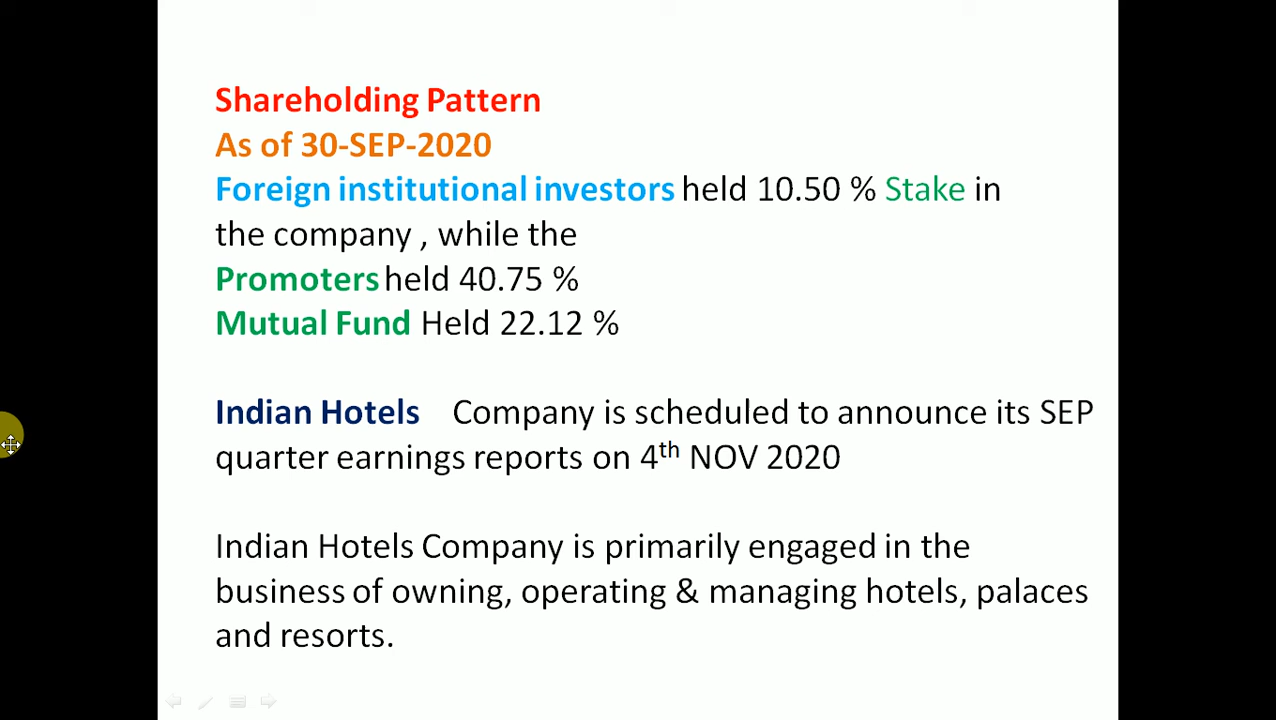 Shareholding Pattern
As of 30-SEP-2020
Foreign institutional investors held 10.50 % Stake in
the company , while the
Promoters held 40.75 %
Mutual Fund Held 22.12 %
Indian Hotels Company is scheduled to announce its SEP
quarter earnings reports on 4th NOV 2020
Indian Hotels Company is primarily engaged in the
business of owning, operating & managing hotels, palaces
and resorts.